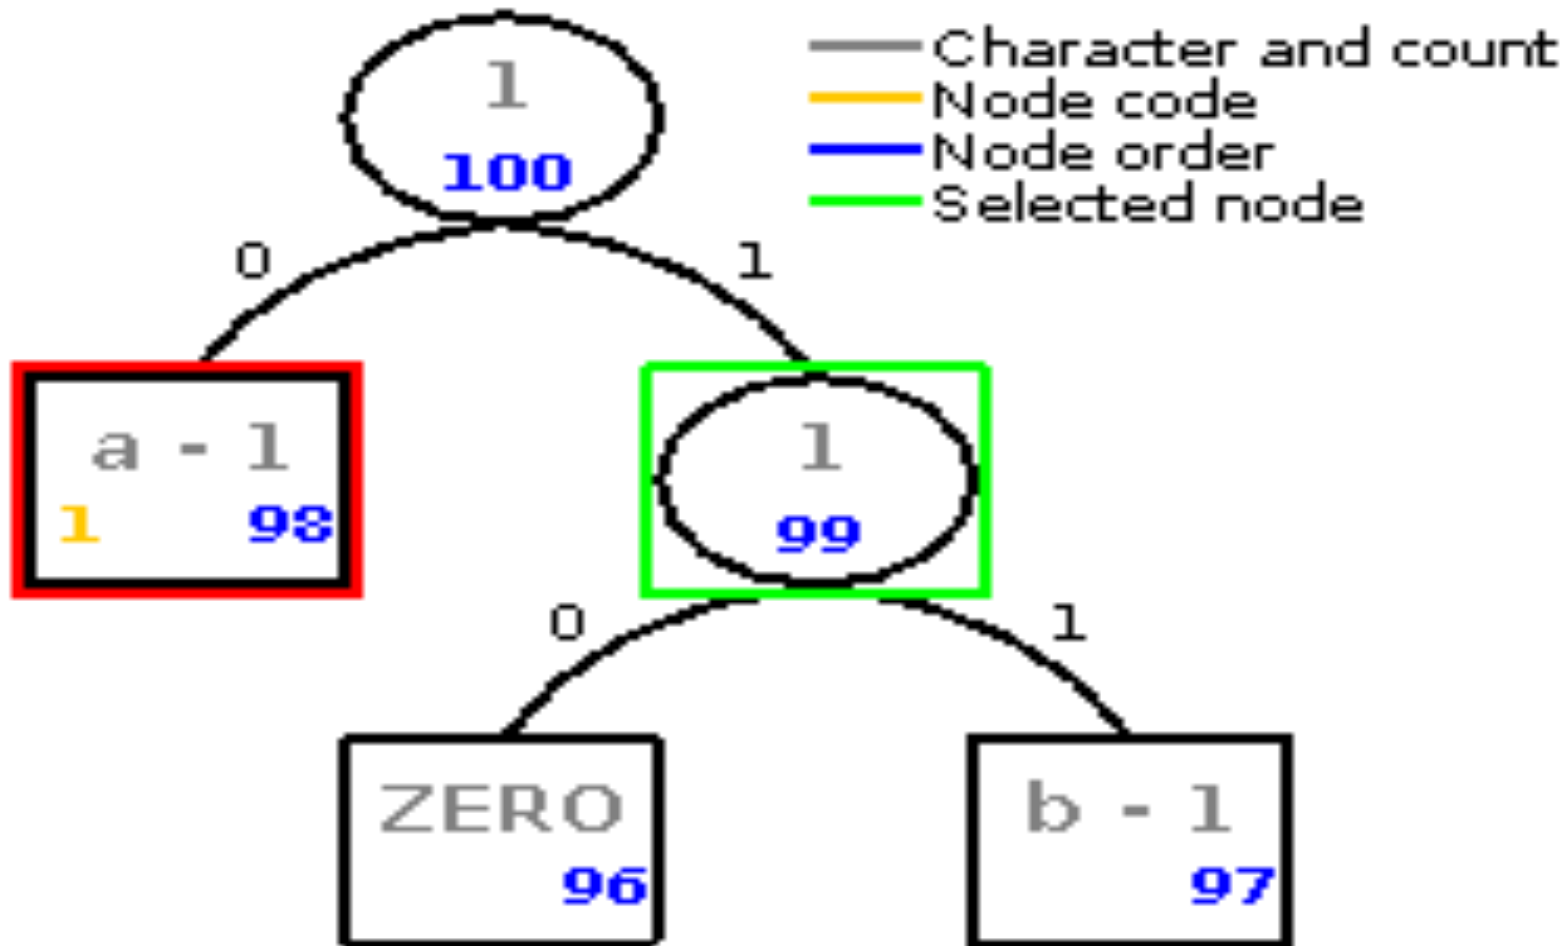 1
100
Character and count
Node code
Node order
Selected node
0
1
a - 1
1 98
1
99
0
1
ZERO
96
b - 1
97